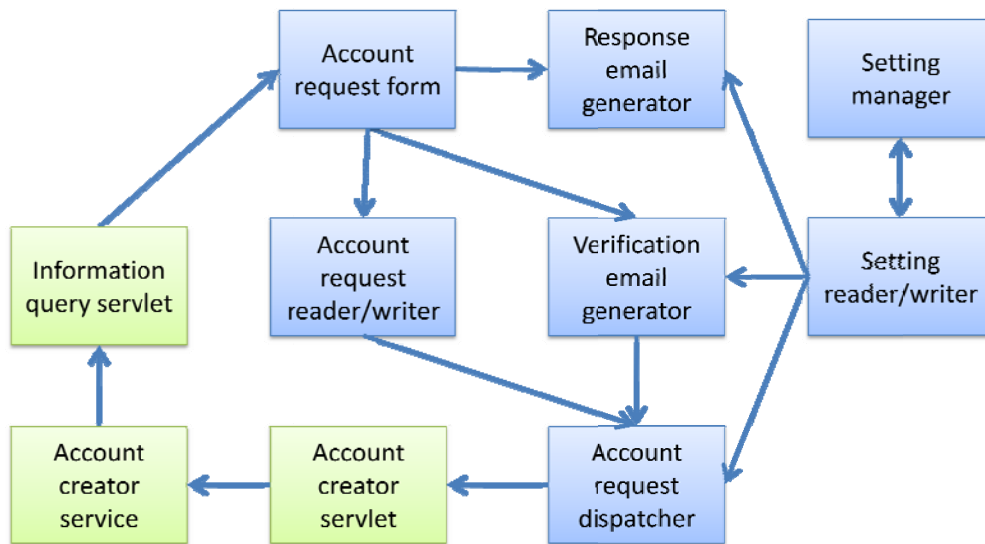 Account
request form
Response
email
generator
Setting
manager
Information
query servlet
Account
request
reader/writer
Verification
email
generator
Setting
reader/writer
Account
creator
service
Account
creator
servlet
Account
request
dispatcher